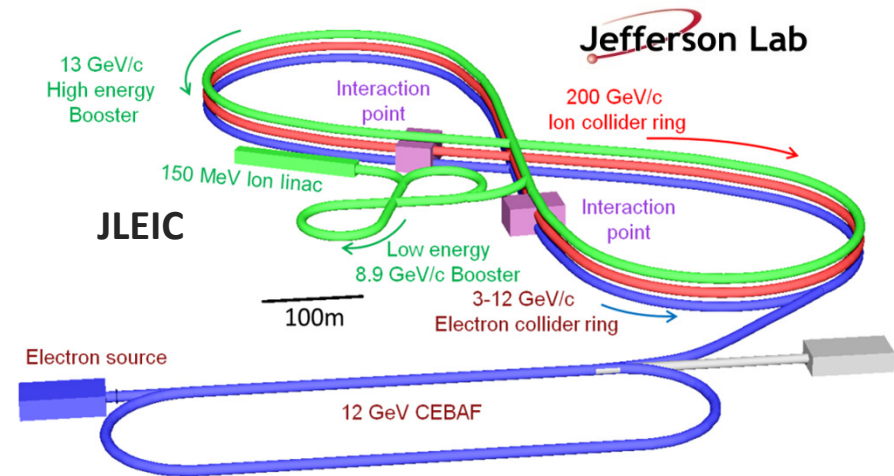 Jefferson Lab
13 GeV/c
High energy
Booster
Interaction
point
200 GeV/c
Ion collider ring
150 MeV Ion linac
JLEIC
Interaction
point
Low energy
8.9 GeV/c Booster
100m
3-12 GeV/c
Electron collider ring
Electron source
12 GeV CEBAF